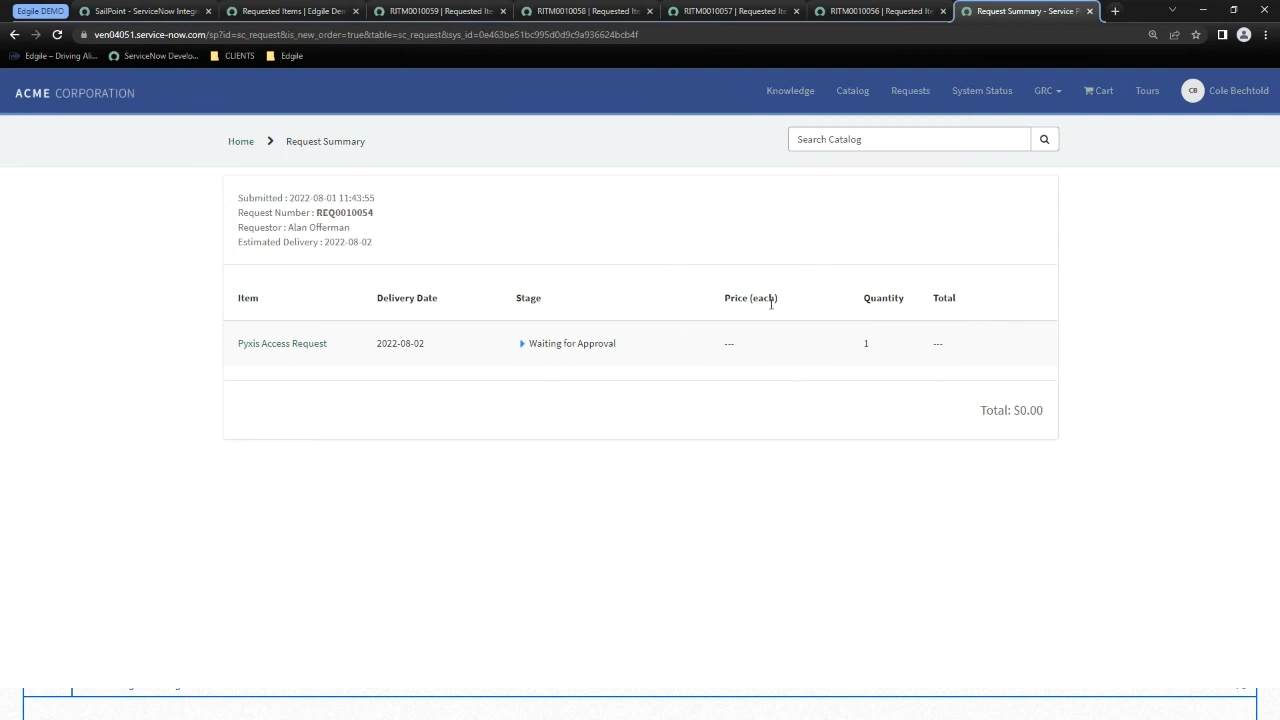 Edgile DEMO
SailPoint - ServiceNow Integr
Requested Items | Edgile Dem
RITM0010059 | Requested Ite
RITM0010058 | Requested Ite
RITM0010057 | Requested Ite
RITM0010056 | Requested Ite
Request Summary - Service P
ven04051.service-now.com/sp?id=sc_request&is_new_order=true&table=sc_request&sys_id=0e463be51bc995d0d9c9a936624bcb4f
Edgile – Driving Ali...
ServiceNow Develo...
CLIENTS
Edgile
ACME CORPORATION
Knowledge
Catalog
Requests
System Status
GRC
Cart
Tours
CB
Cole Bechtold
Home
Request Summary
Search Catalog
Submitted : 2022-08-01 11:43:55
Request Number : REQ0010054
Requestor : Alan Offerman
Estimated Delivery : 2022-08-02
Item Delivery Date Stage Price (each) Quantity Total
Pyxis Access Request 2022-08-02 Waiting for Approval --- 1 ---
Total: $0.00